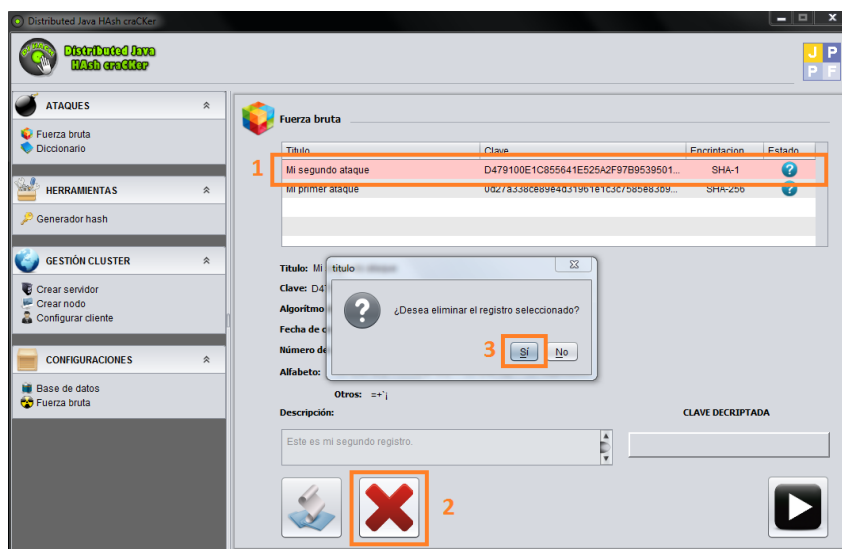 Distributed Java HAsh craCKer
Distributed Java
HAsh craCKer
J P
P F
ATAQUES
Fuerza bruta
Diccionario
HERRAMIENTAS
Generador hash
GESTIÓN CLUSTER
Crear servidor
Crear nodo
Configurar cliente
CONFIGURACIONES
Base de datos
Fuerza bruta
Fuerza bruta
Titulo Clave Encriptacion Estado
1 Mi segundo ataque D479100E1C855641E525A2F97B9539501... SHA-1 ?
Mi primer ataque 0d27a338ce89e4d31961e1c3c7585e83b9... SHA-256 ?
Titulo: Mi
titulo
Clave: D4
¿Desea eliminar el registro seleccionado?
Algoritmo
Fecha de
Número de
3 Sí No
Alfabeto:
Otros: =+`¡
Descripción: CLAVE DECRIPTADA
Este es mi segundo registro.
2